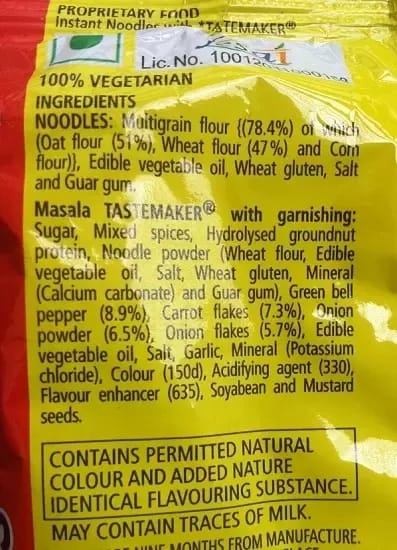 PROPRIETARY FOOD
Instant Noodles with *TASTEMAKER®
Lic. No.
100% VEGETARIAN
INGREDIENTS
NOODLES: Multigrain flour {(78.4%) of which
(Oat flour (51%), Wheat flour (47%) and Corn
flour)}, Edible vegetable oil, Wheat gluten, Salt
and Guar gum.
Masala TASTEMAKER® with garnishing:
Sugar, Mixed spices, Hydrolysed groundnut
protein, Noodle powder (Wheat flour, Edible
vegetable oil, Salt, Wheat gluten, Mineral
(Calcium carbonate) and Guar gum), Green bell
pepper (8.9%), Carrot flakes (7.3%), Onion
powder (6.5%), Onion flakes (5.7%), Edible
vegetable oil, Salt, Garlic, Mineral (Potassium
chloride), Colour (150d), Acidifying agent (330),
Flavour enhancer (635), Soyabean and Mustard
seeds.
CONTAINS PERMITTED NATURAL
COLOUR AND ADDED NATURE
IDENTICAL FLAVOURING SUBSTANCE.
MAY CONTAIN TRACES OF MILK.
NINE MONTHS FROM MANUFACTURE.